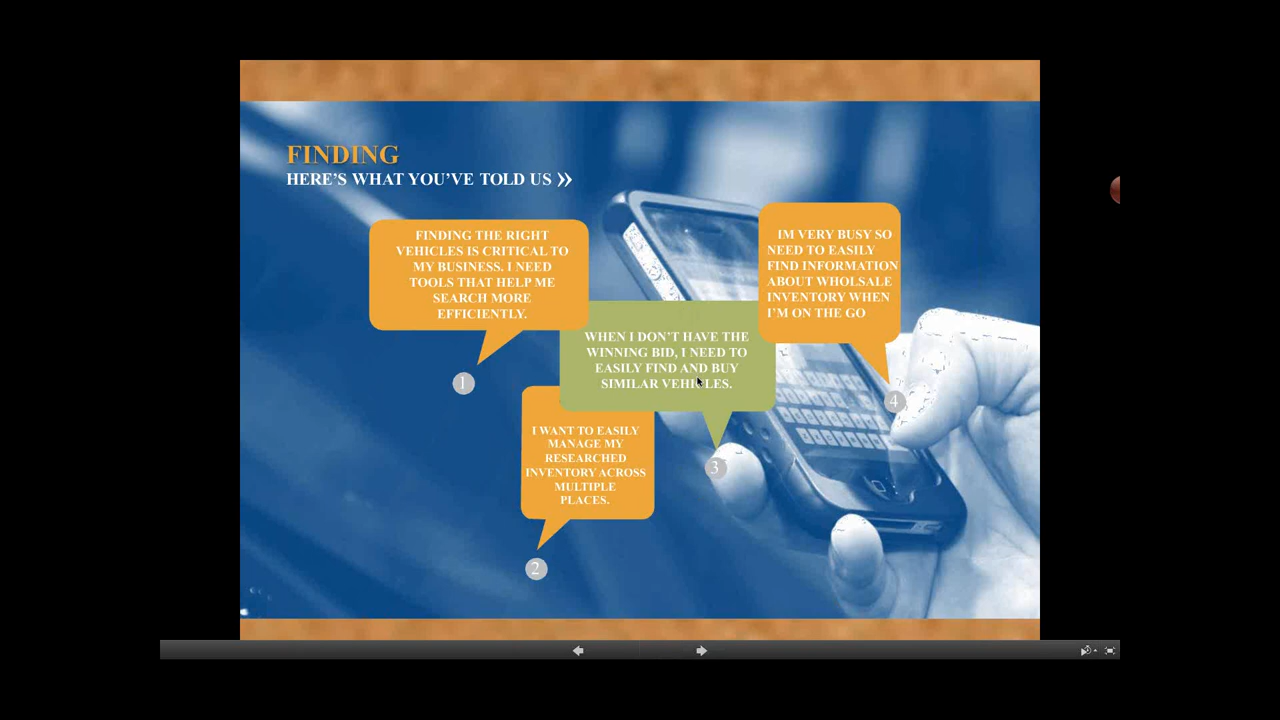 FINDING
HERE'S WHAT YOU'VE TOLD US »
FINDING THE RIGHT
VEHICLES IS CRITICAL TO
MY BUSINESS. I NEED
TOOLS THAT HELP ME
SEARCH MORE
EFFICIENTLY.
1
I WANT TO EASILY
MANAGE MY
RESEARCHED
INVENTORY ACROSS
MULTIPLE
PLACES.
2
WHEN I DON'T HAVE THE
WINNING BID, I NEED TO
EASILY FIND AND BUY
SIMILAR VEHICLES.
3
IM VERY BUSY SO
NEED TO EASILY
FIND INFORMATION
ABOUT WHOLSALE
INVENTORY WHEN
I'M ON THE GO
4